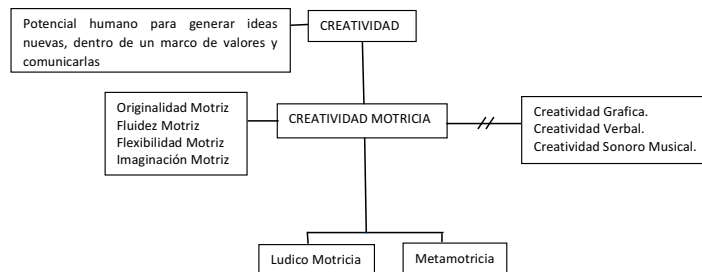 Potencial humano para generar ideas
nuevas, dentro de un marco de valores y
comunicarlas
CREATIVIDAD
Originalidad Motriz
Fluidez Motriz
Flexibilidad Motriz
Imaginación Motriz
CREATIVIDAD MOTRICIA
Creatividad Grafica.
Creatividad Verbal.
Creatividad Sonoro Musical.
Ludico Motricia
Metamotricia